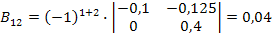 B₁₂ = (−1)¹⁺² · |−0,1 −0,125|
|0 0,4| = 0,04